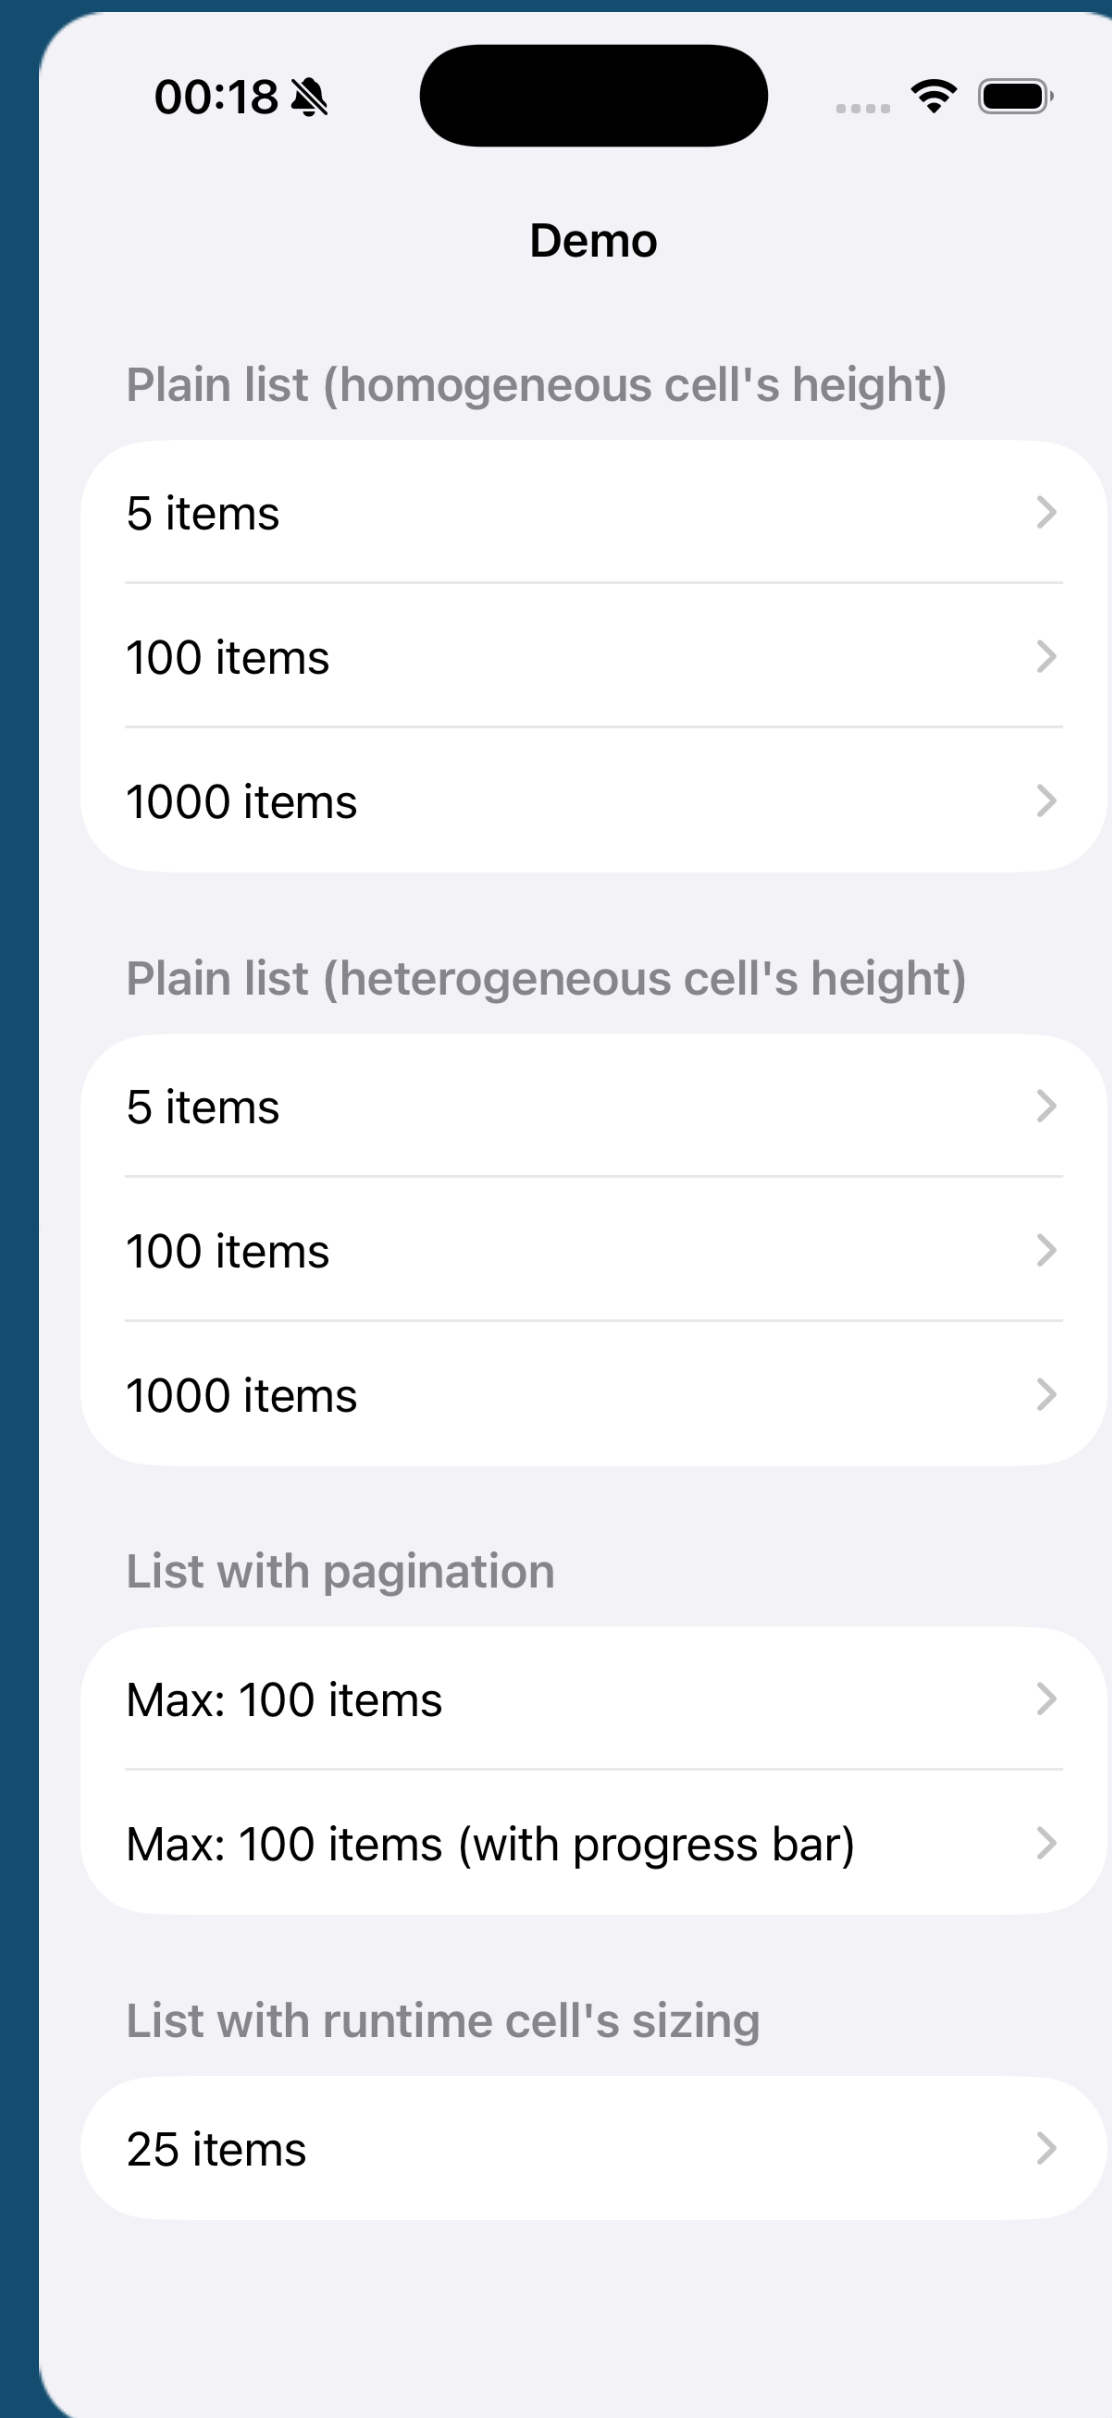 00:18
Demo
Plain list (homogeneous cell's height)
5 items
100 items
1000 items
Plain list (heterogeneous cell's height)
5 items
100 items
1000 items
List with pagination
Max: 100 items
Max: 100 items (with progress bar)
List with runtime cell's sizing
25 items